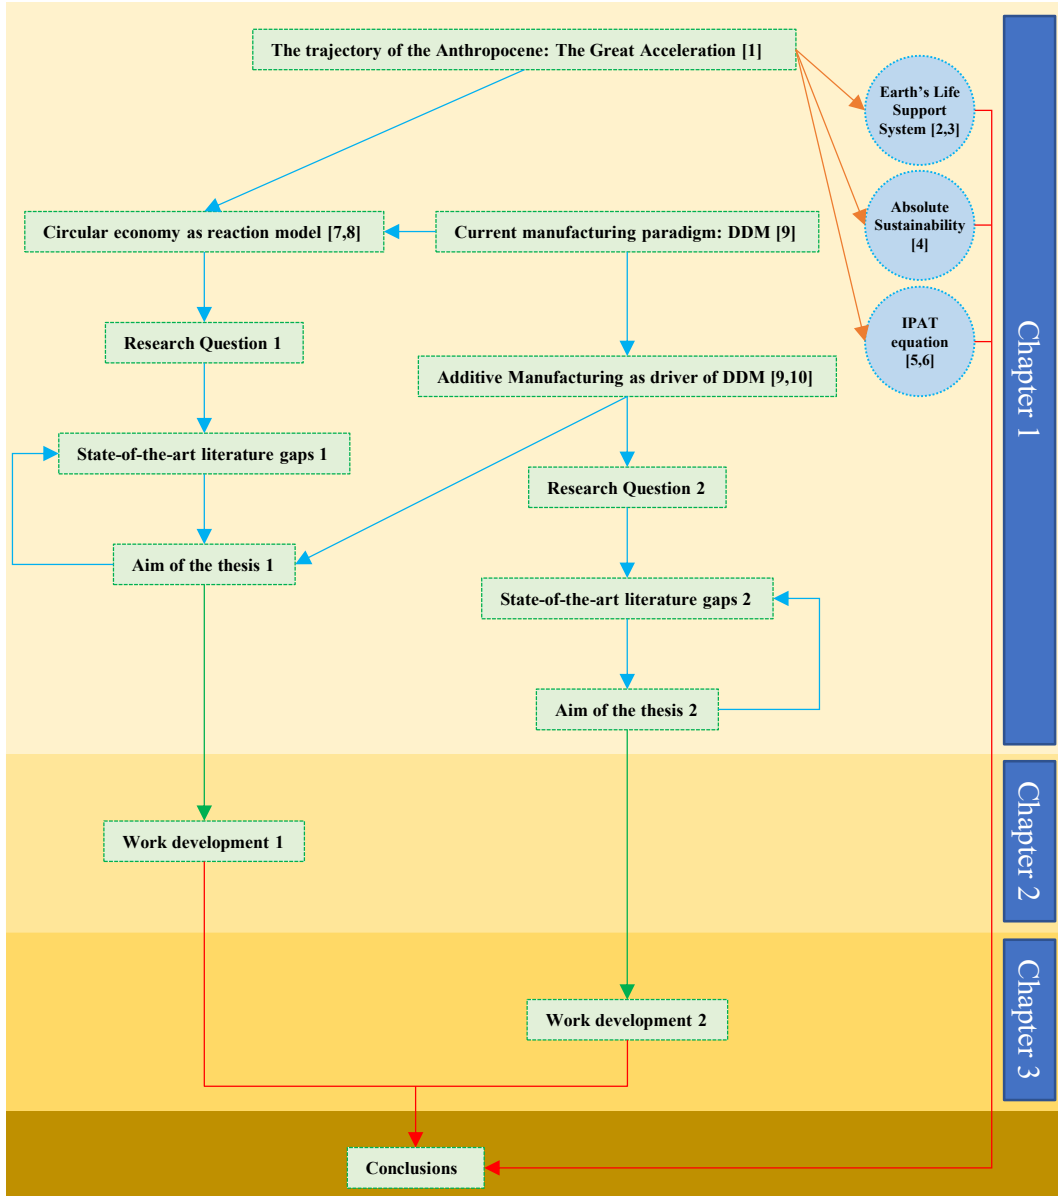 The trajectory of the Anthropocene: The Great Acceleration [1]
Earth's Life
Support
System [2,3]
Absolute
Sustainability
[4]
Circular economy as reaction model [7,8]
Current manufacturing paradigm: DDM [9]
IPAT
equation
[5,6]
Research Question 1
Additive Manufacturing as driver of DDM [9,10]
Chapter 1
State-of-the-art literature gaps 1
Research Question 2
Aim of the thesis 1
State-of-the-art literature gaps 2
Aim of the thesis 2
Work development 1
Chapter 2
Work development 2
Chapter 3
Conclusions